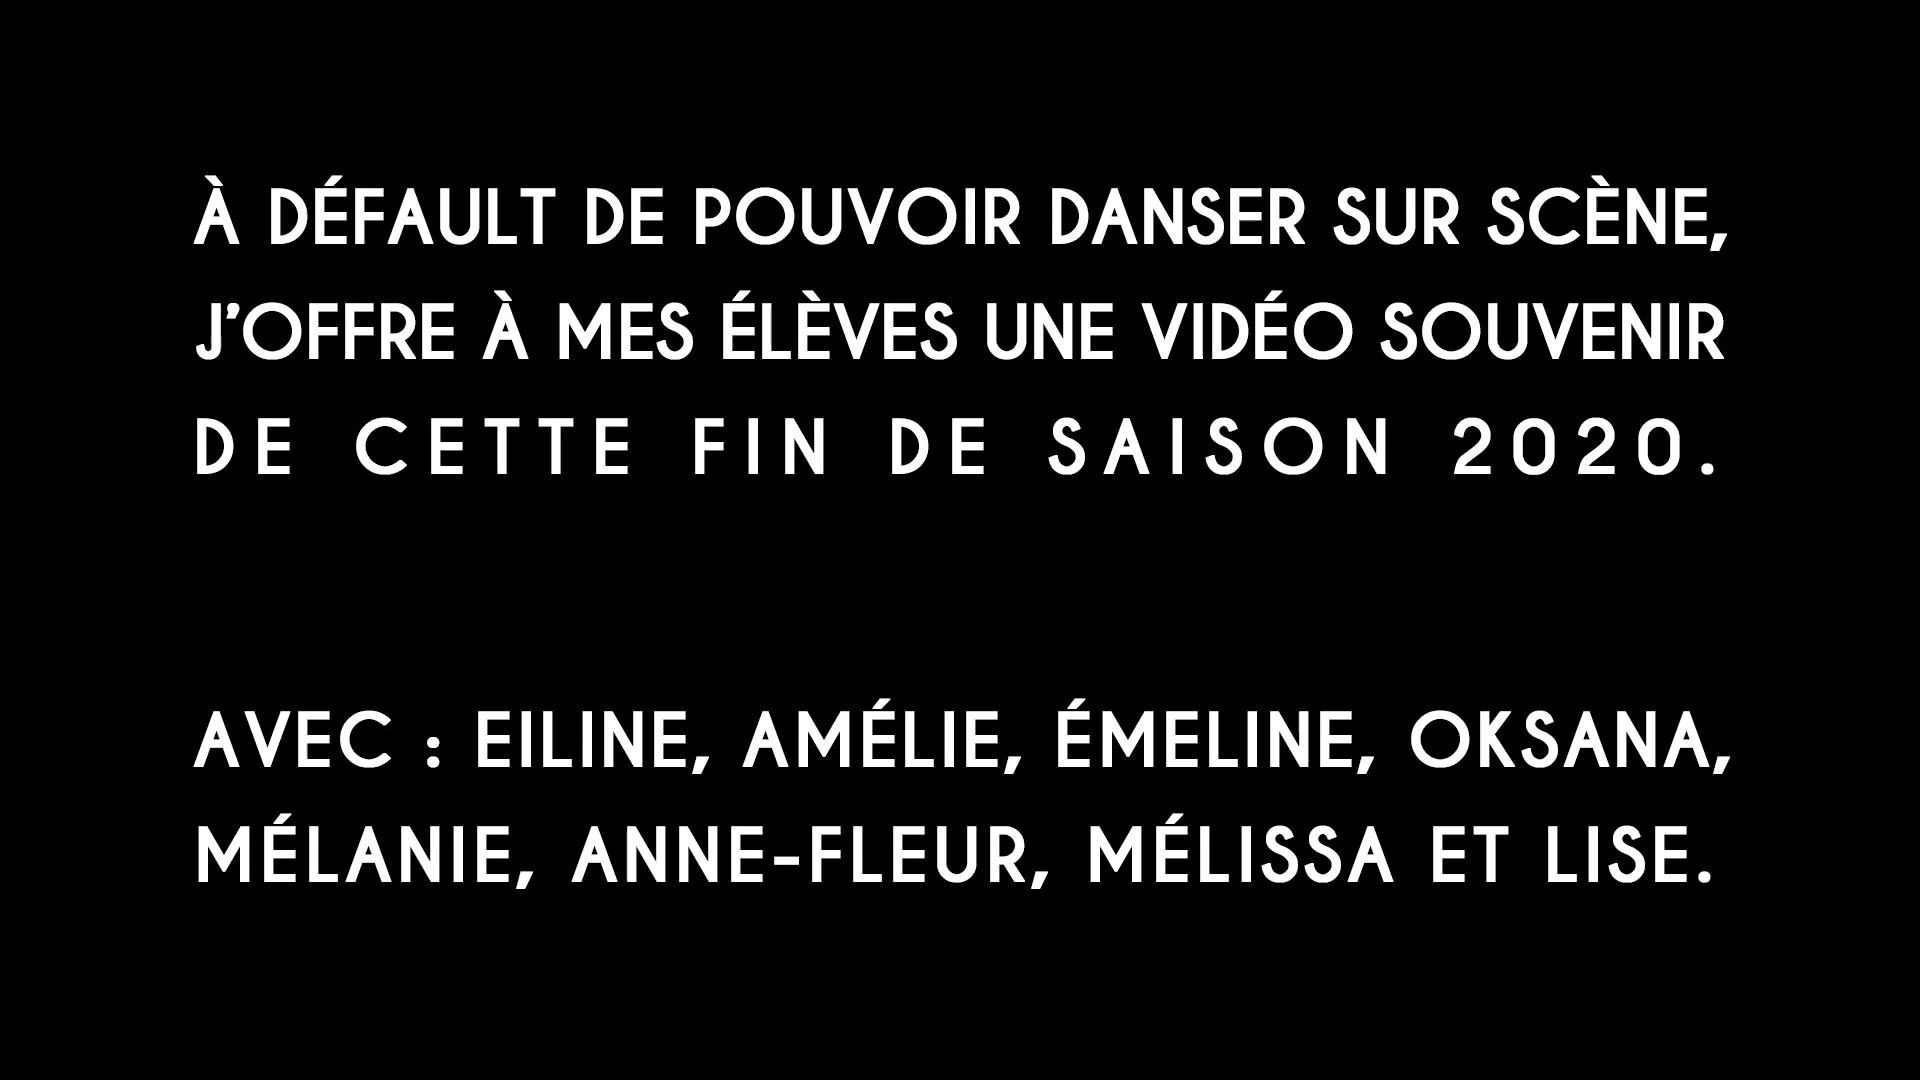 À DÉFAULT DE POUVOIR DANSER SUR SCÈNE,
J’OFFRE À MES ÉLÈVES UNE VIDÉO SOUVENIR
DE CETTE FIN DE SAISON 2020.
AVEC : EILINE, AMÉLIE, ÉMELINE, OKSANA,
MÉLANIE, ANNE-FLEUR, MÉLISSA ET LISE.